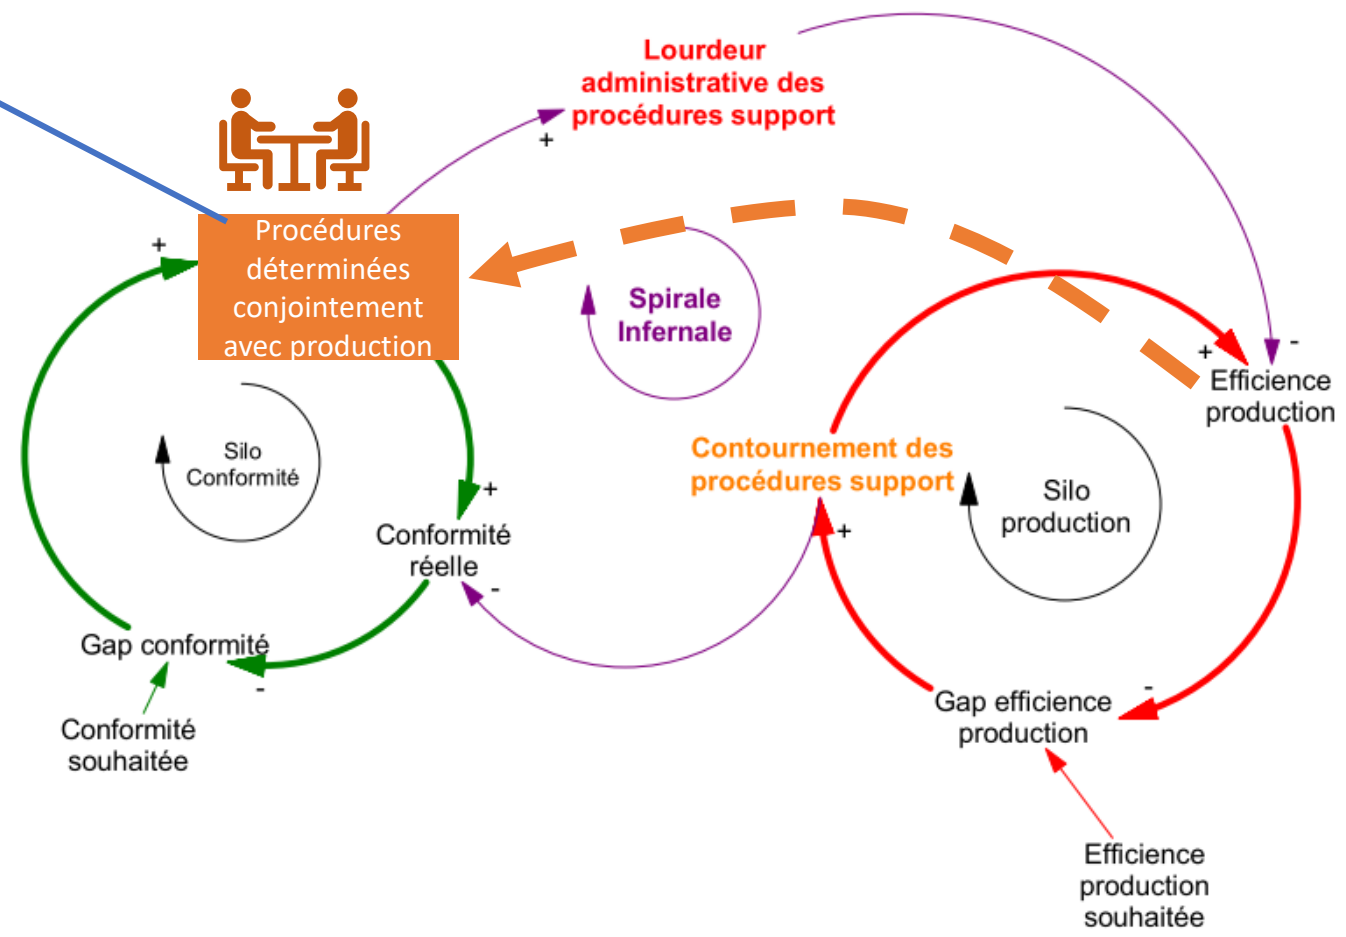 Lourdeur
administrative des
procédures support
+
Procédures
déterminées
conjointement
avec production
+
Spirale
Infernale
-
+
Efficience
production
Silo
Conformité
Contournement des
procédures support
Silo
production
+
+
Conformité
réelle
-
Gap conformité
-
Conformité
souhaitée
-
Gap efficience
production
Efficience
production
souhaitée